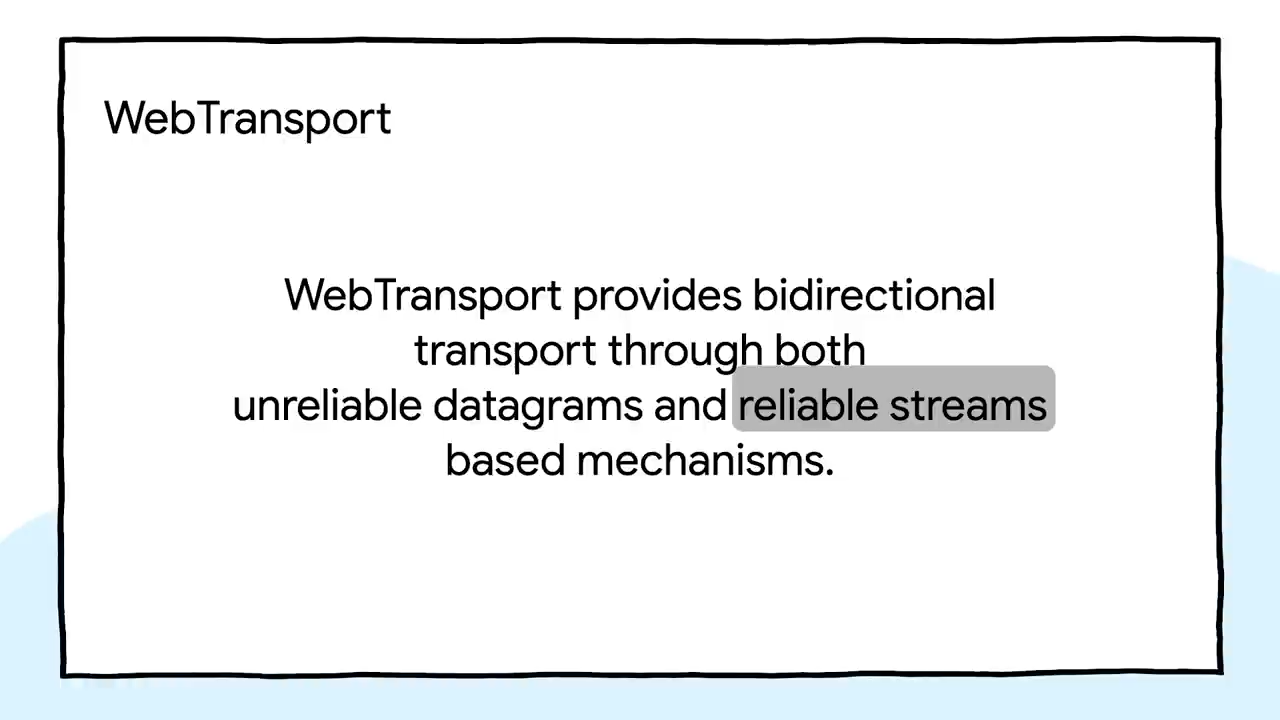 WebTransport
WebTransport provides bidirectional
transport through both
unreliable datagrams and reliable streams
based mechanisms.